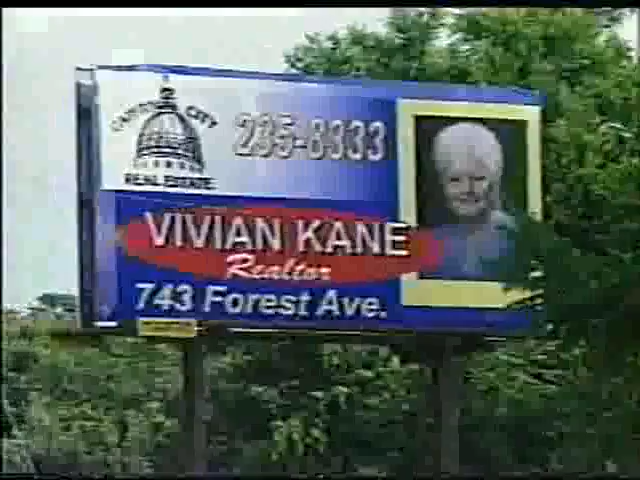 CAPITOL CITY
REAL ESTATE
235-8333
VIVIAN KANE
Realtor
743 Forest Ave.